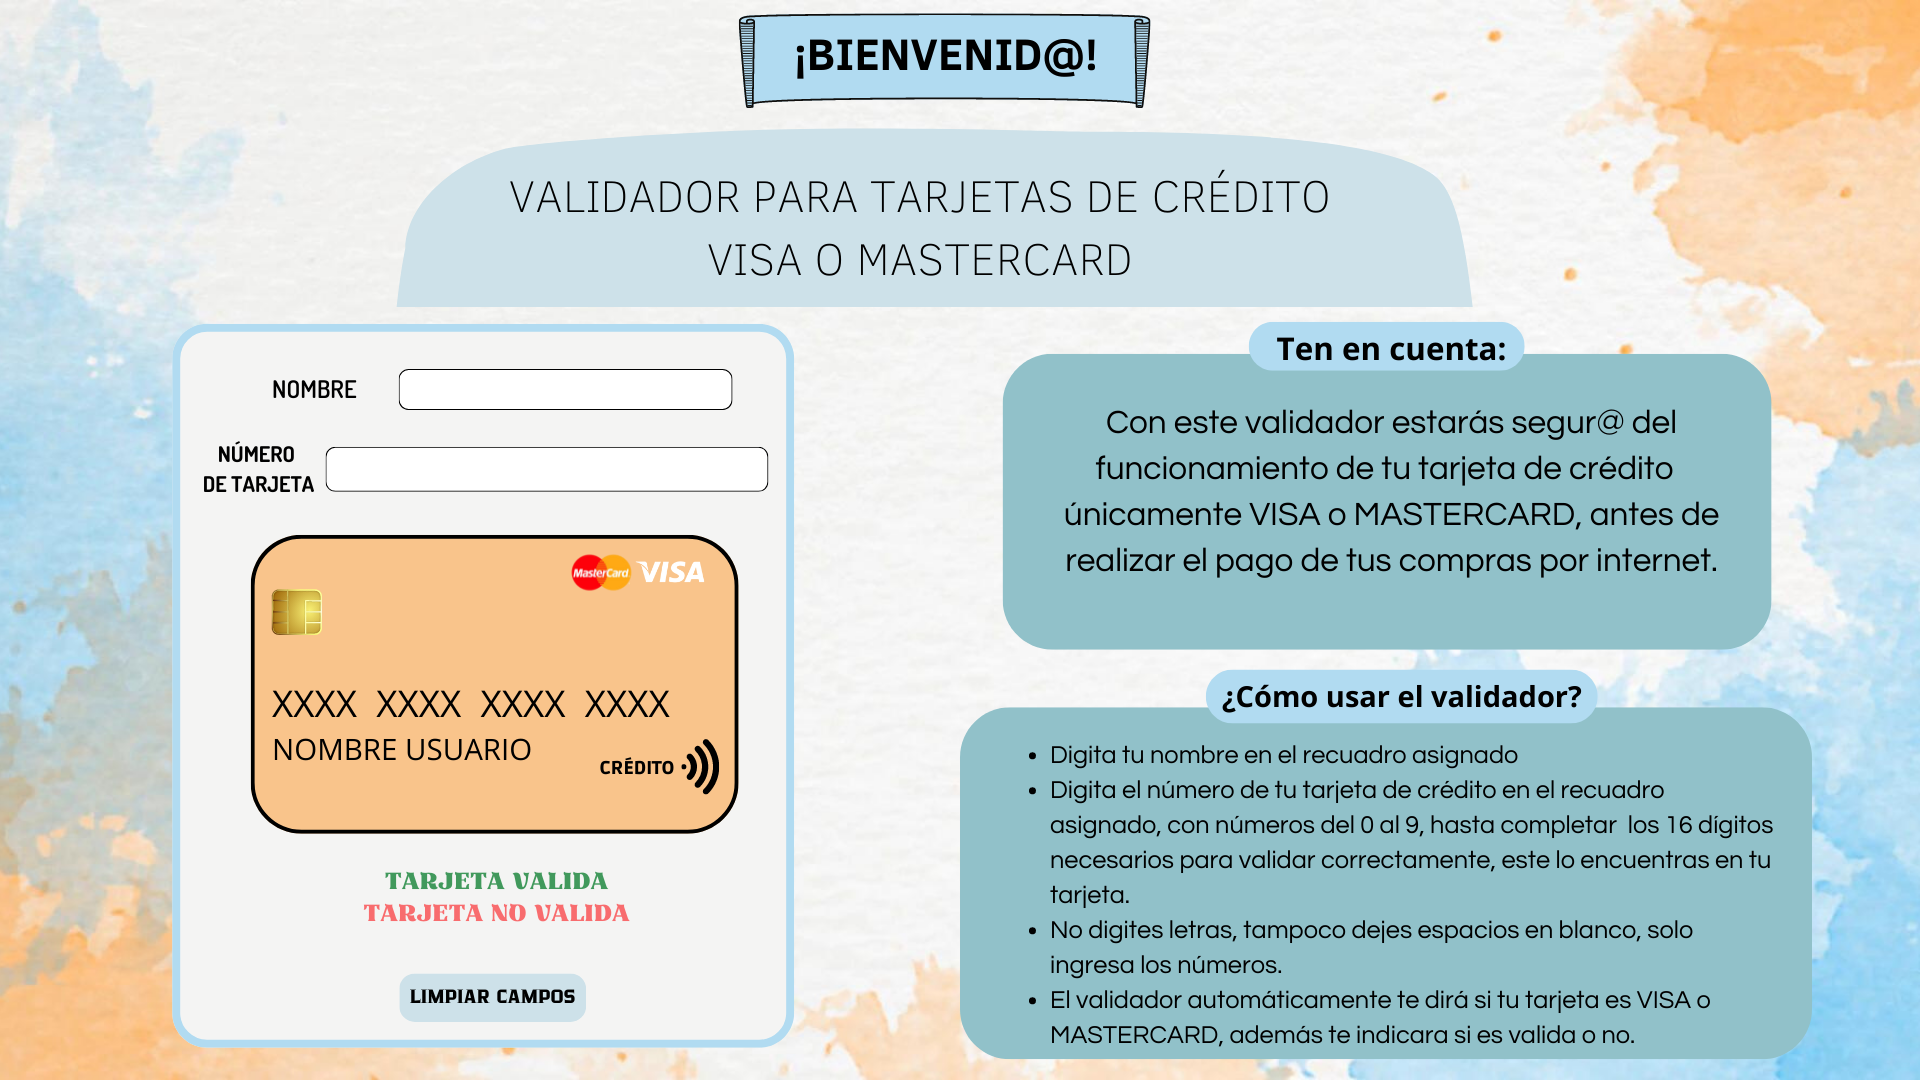 ¡BIENVENID@!
VALIDADOR PARA TARJETAS DE CRÉDITO
VISA O MASTERCARD
NOMBRE
NÚMERO
DE TARJETA
MasterCard VISA
XXXX XXXX XXXX XXXX
NOMBRE USUARIO
CRÉDITO
TARJETA VALIDA
TARJETA NO VALIDA
LIMPIAR CAMPOS
Ten en cuenta:
Con este validador estarás segur@ del
funcionamiento de tu tarjeta de crédito
únicamente VISA o MASTERCARD, antes de
realizar el pago de tus compras por internet.
¿Cómo usar el validador?
• Digita tu nombre en el recuadro asignado
• Digita el número de tu tarjeta de crédito en el recuadro
asignado, con números del 0 al 9, hasta completar los 16 dígitos
necesarios para validar correctamente, este lo encuentras en tu
tarjeta.
• No digites letras, tampoco dejes espacios en blanco, solo
ingresa los números.
• El validador automáticamente te dirá si tu tarjeta es VISA o
MASTERCARD, además te indicara si es valida o no.